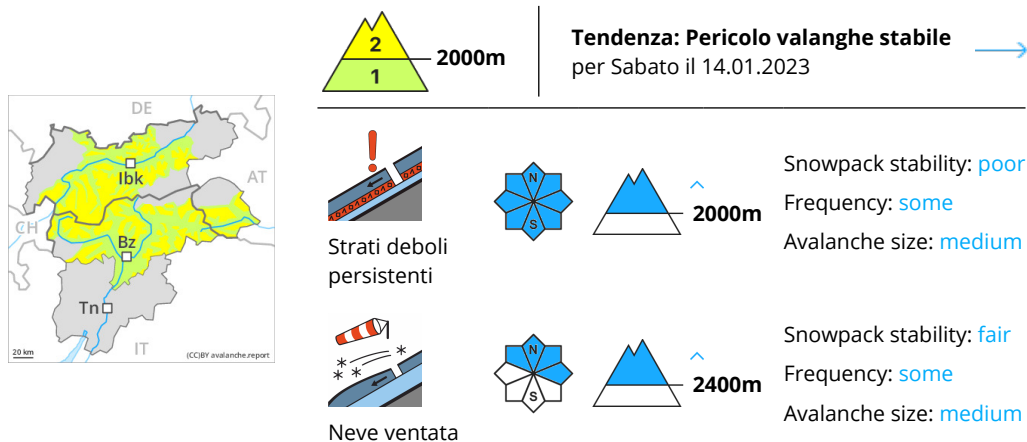 2
1
2000m
Tendenza: Pericolo valanghe stabile
per Sabato il 14.01.2023
DE
AT
Ibk
CH
Bz
Tn
IT
20 km
(CC)BY avalanche.report
Strati deboli
persistenti
N
S
2000m
Snowpack stability: poor
Frequency: some
Avalanche size: medium
Neve ventata
N
S
2400m
Snowpack stability: fair
Frequency: some
Avalanche size: medium